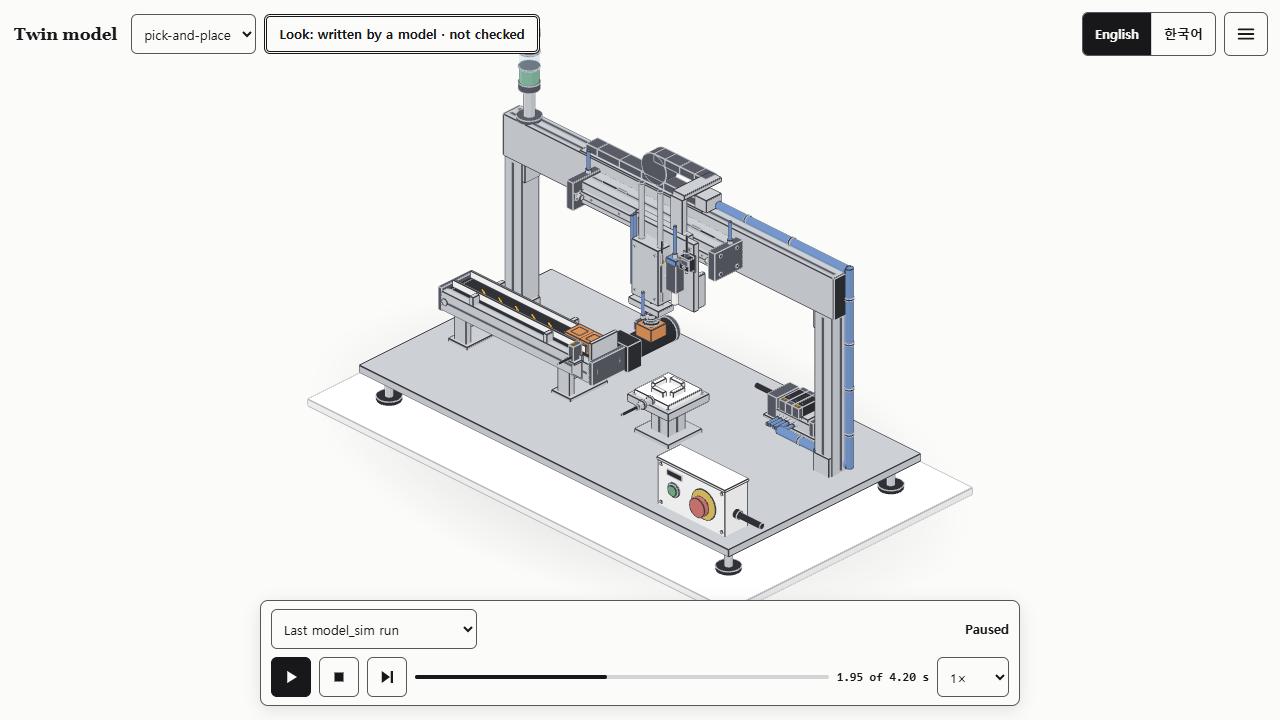 Twin model
pick-and-place
Look: written by a model · not checked
English
한국어
Last model_sim run
Paused
1.95 of 4.20 s
1×